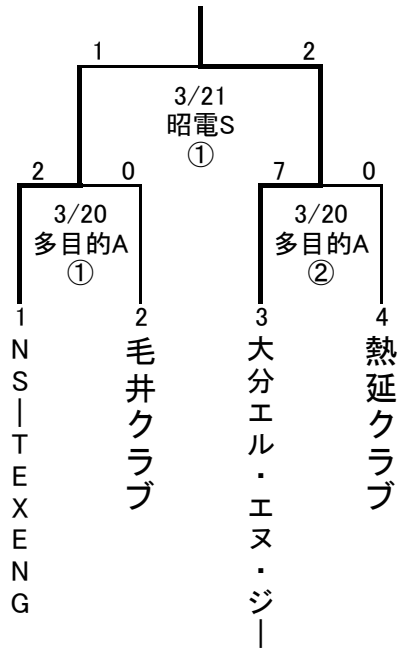 1 2
3/21
昭電S
①
2 0 7 0
3/20 3/20
多目的A 多目的A
① ②
1 2 3 4
NS-TEXENG
毛井クラブ
大分エル・エヌ・ジー
熱延クラブ